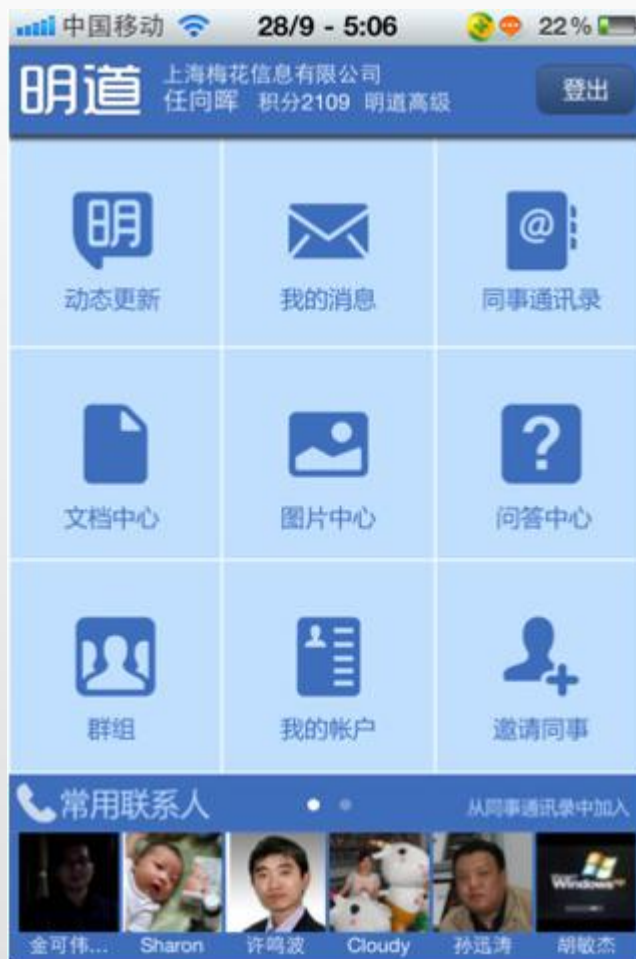 中国移动 28/9 - 5:06 22%
明道 上海梅花信息有限公司
任向晖 积分2109 明道高级
登出
明
动态更新 我的消息 同事通讯录
文档中心 图片中心 问答中心
群组 我的帐户 邀请同事
常用联系人 从同事通讯录中加入
Windows
金可伟... Sharon 许鸣波 Cloudy 孙迅涛 胡敏杰